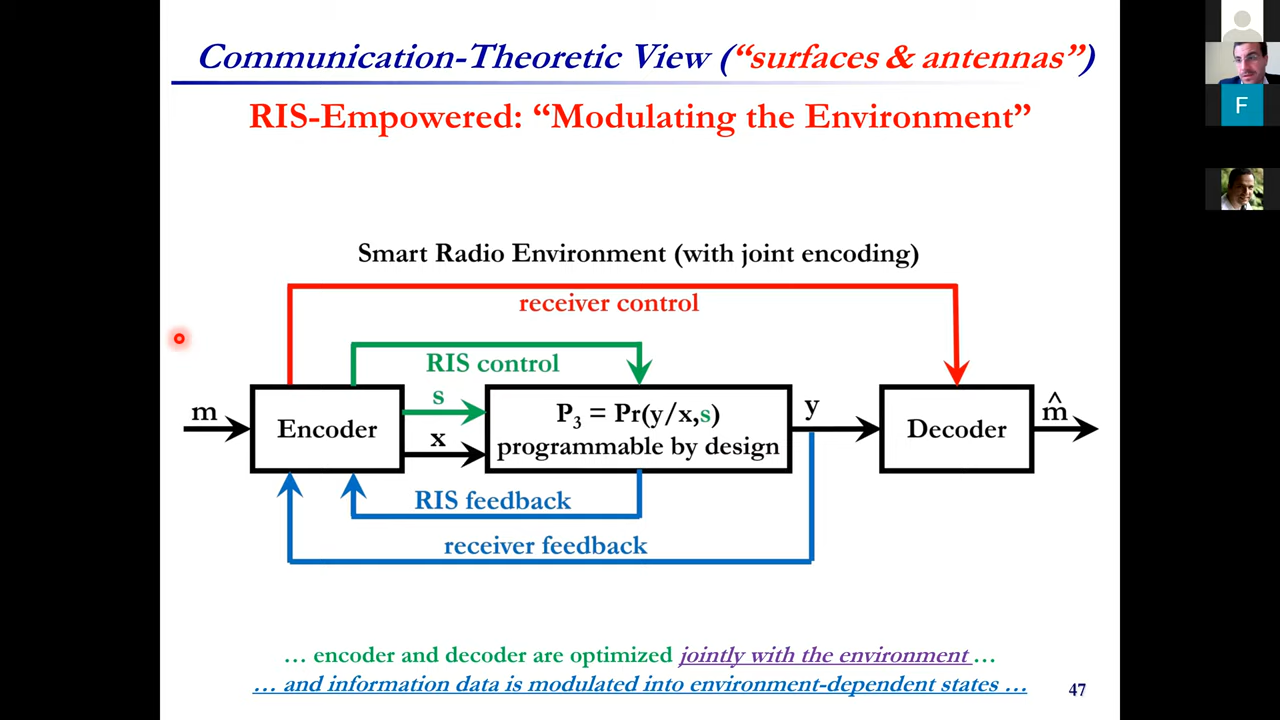 Communication-Theoretic View (“surfaces & antennas”)
RIS-Empowered: “Modulating the Environment”
Smart Radio Environment (with joint encoding)
receiver control
RIS control
m
Encoder
s
x
P3 = Pr(y/x,s)
programmable by design
y
Decoder
m̂
RIS feedback
receiver feedback
… encoder and decoder are optimized jointly with the environment …
… and information data is modulated into environment-dependent states …
47
F